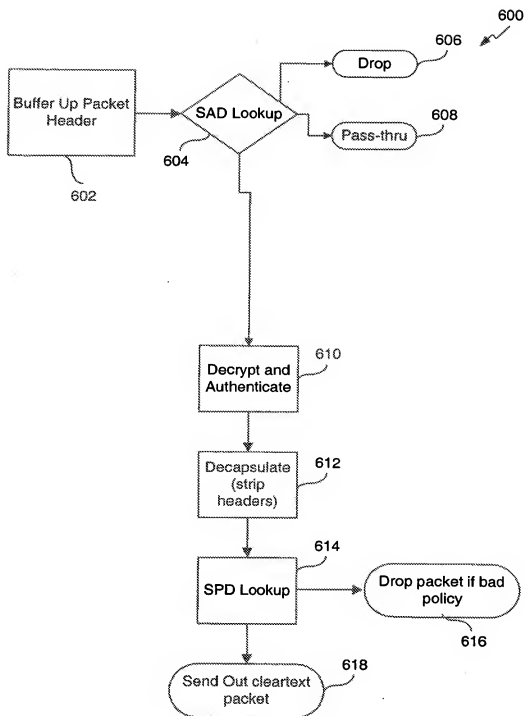 600
606
Drop
Buffer Up Packet
Header
SAD Lookup
608
Pass-thru
604
602
610
Decrypt and
Authenticate
612
Decapsulate
(strip
headers)
614
SPD Lookup
Drop packet if bad
policy
616
618
Send Out cleartext
packet